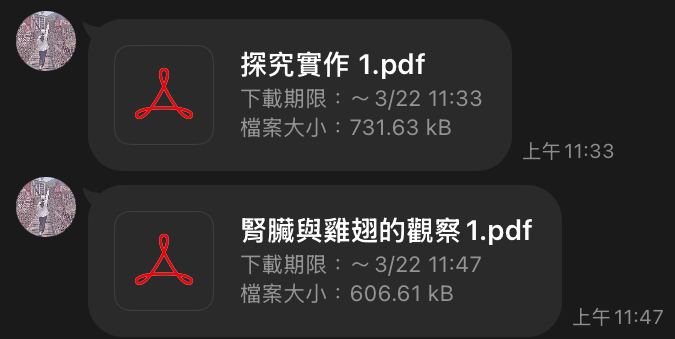 探究實作 1.pdf
下載期限：～ 3/22 11:33
檔案大小：731.63 kB
上午 11:33
腎臟與雞翅的觀察 1.pdf
下載期限：～ 3/22 11:47
檔案大小：606.61 kB
上午 11:47